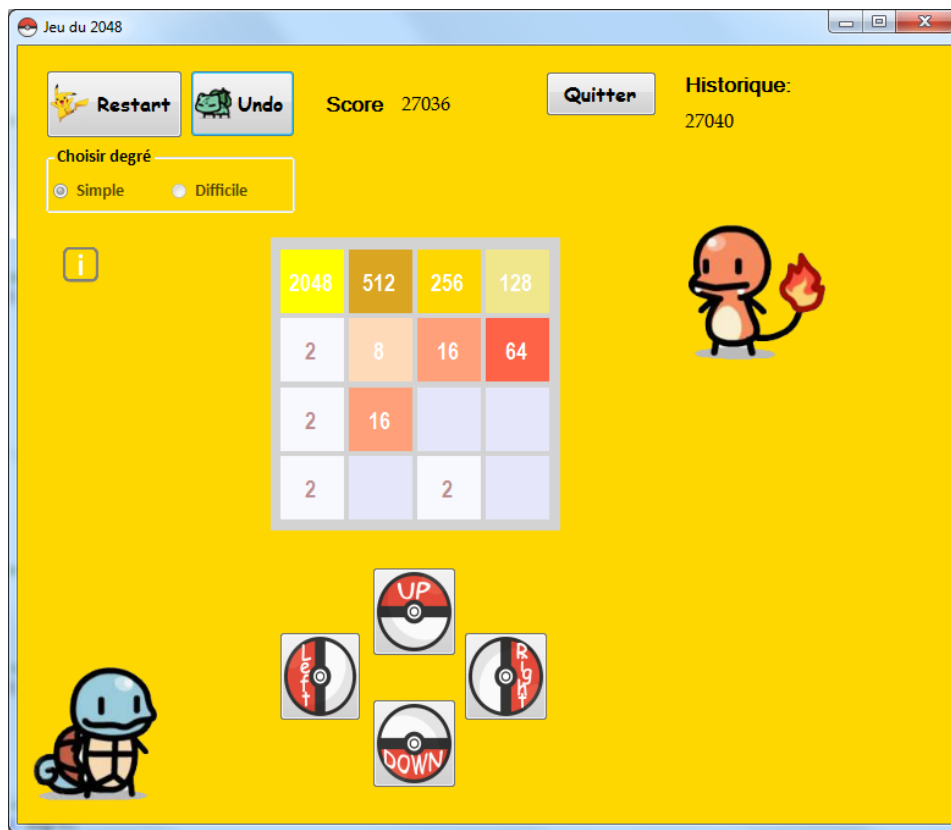 Jeu du 2048
Restart Undo Score 27036 Quitter Historique:
27040
Choisir degré
Simple Difficile
i
2048 512 256 128
2 8 16 64
2 16
2 2
UP
Left Right
DOWN